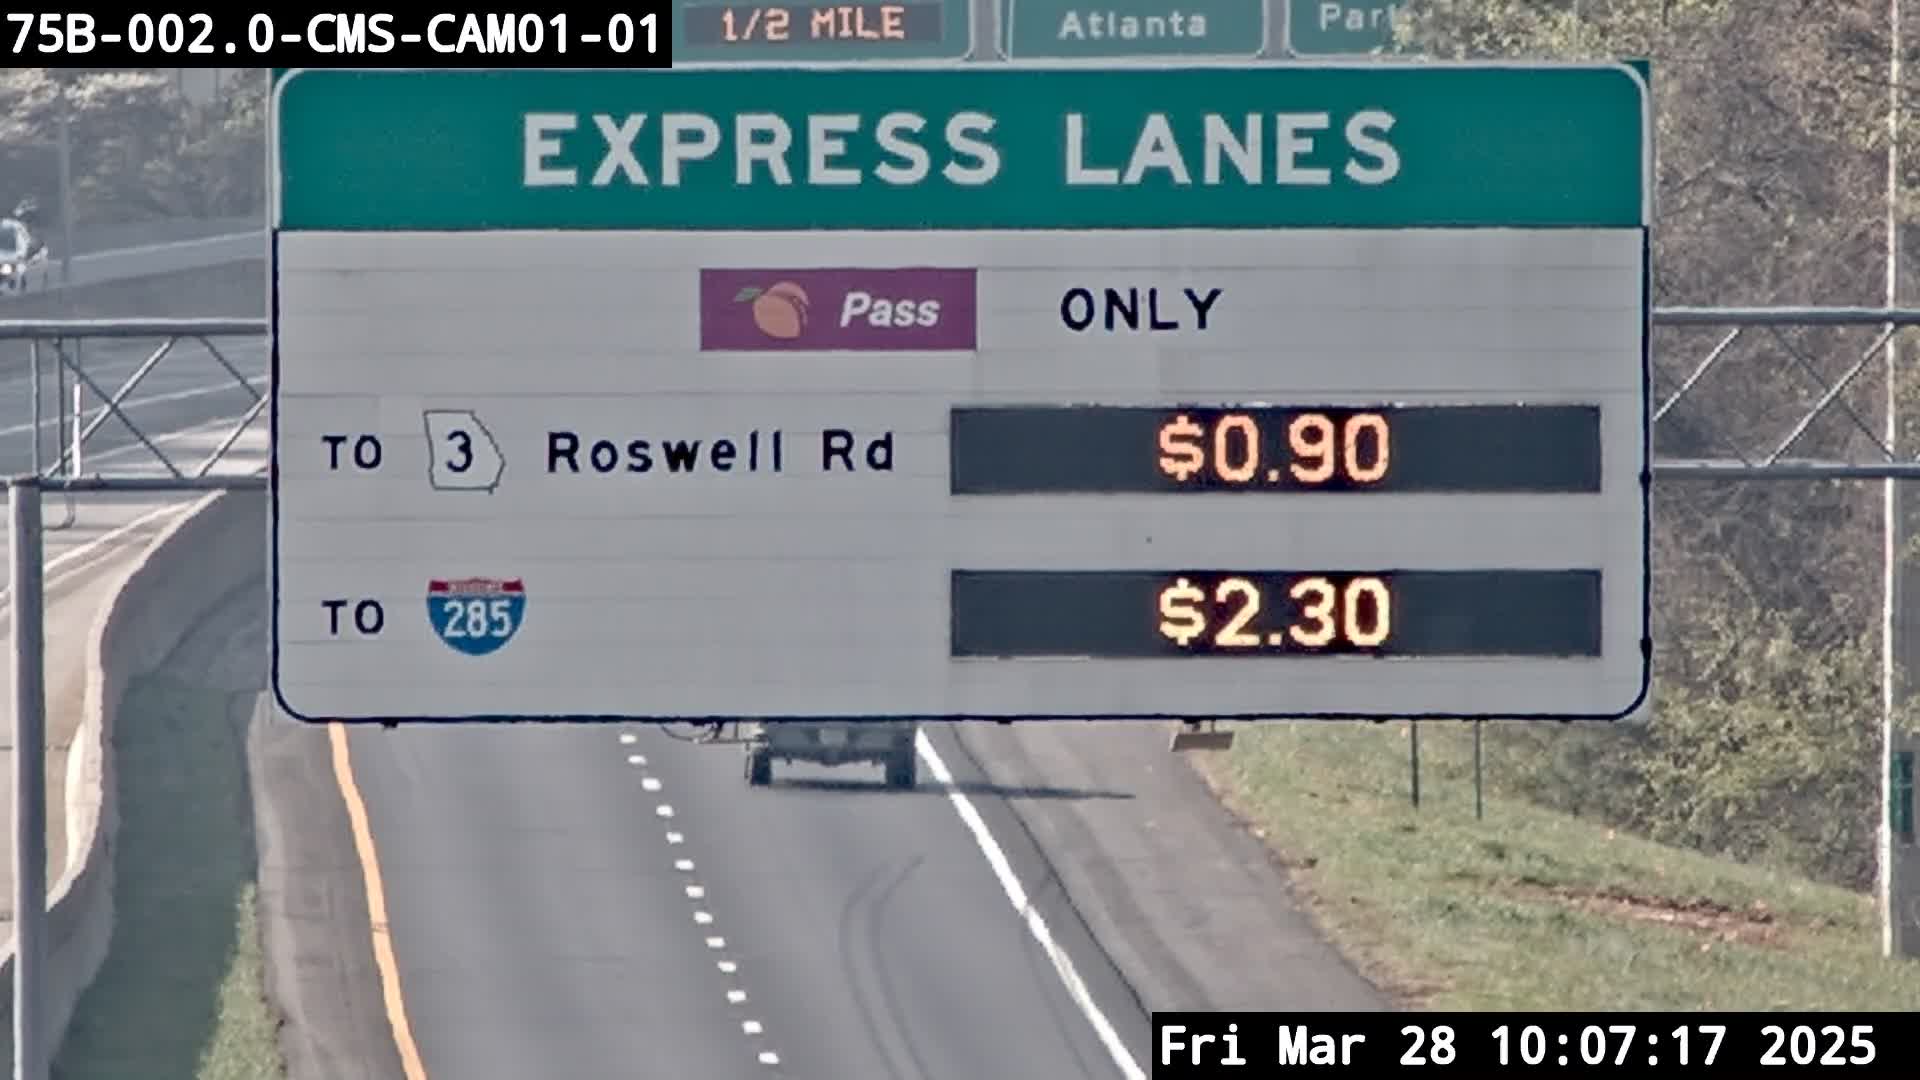 75B-002.0-CMS-CAM01-01
1/2 MILE
Atlanta
EXPRESS LANES
Pass ONLY
TO 3 Roswell Rd $0.90
TO 285 $2.30
Fri Mar 28 10:07:17 2025